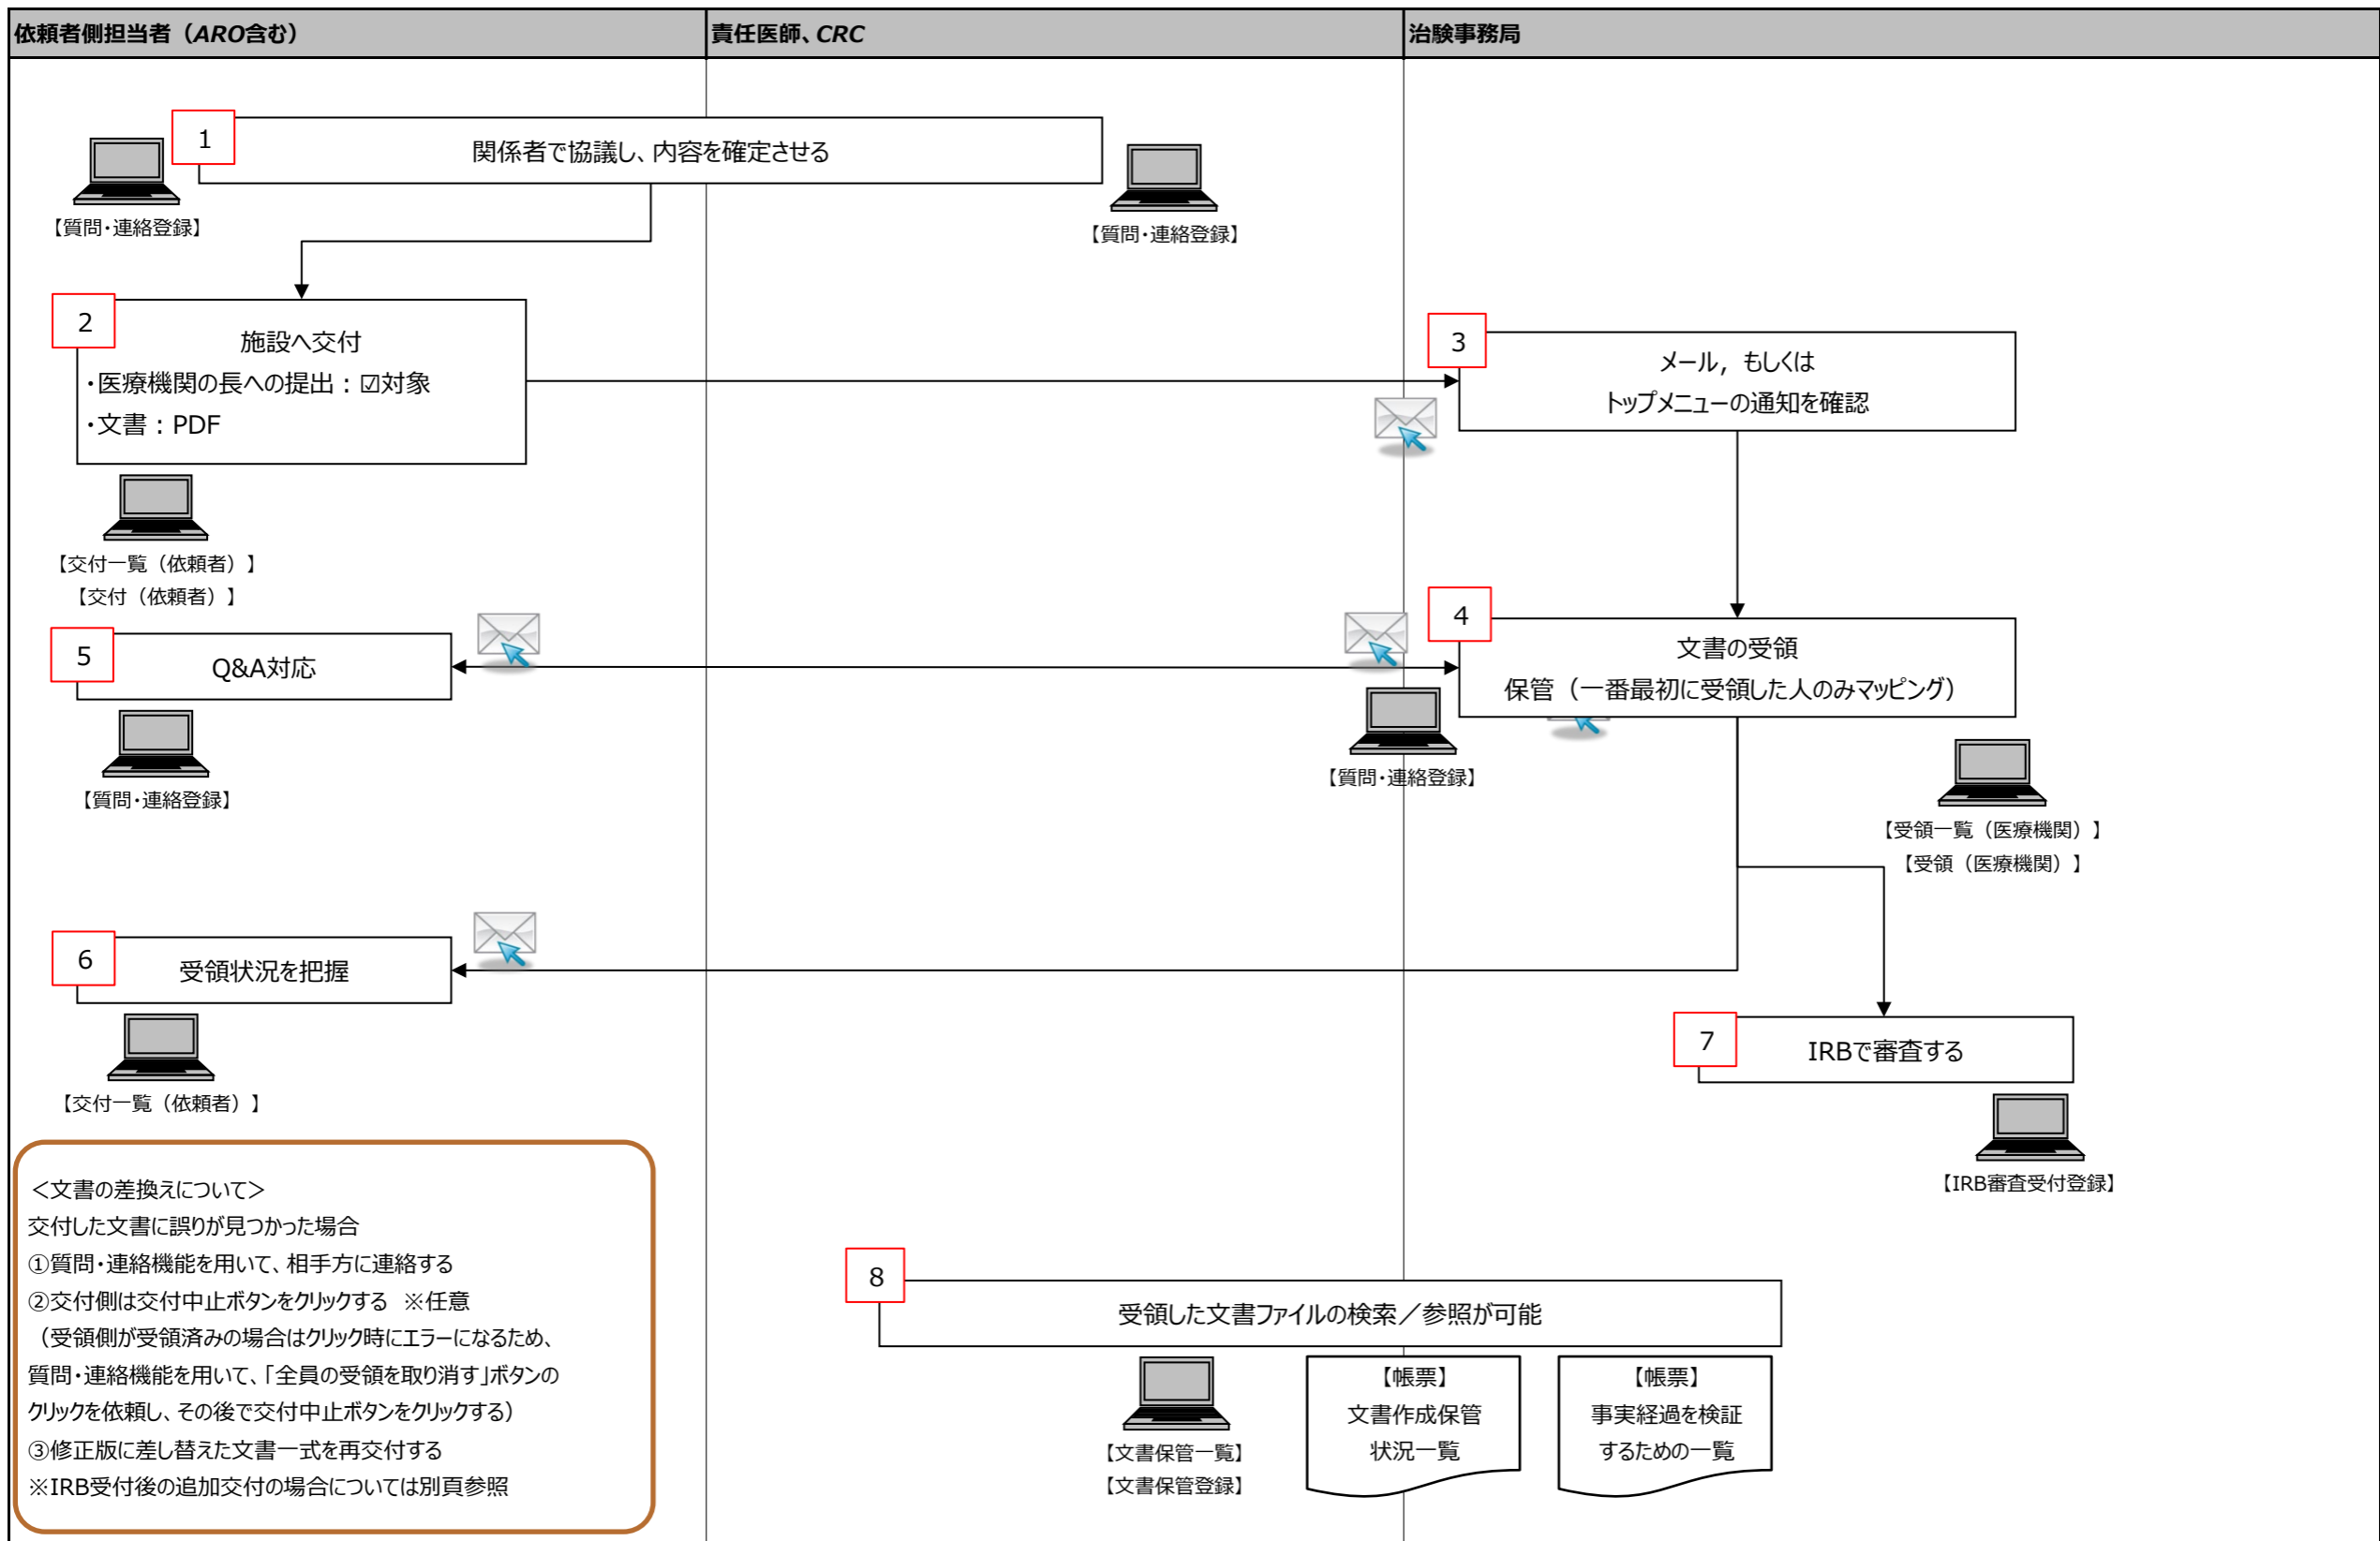 依頼者側担当者（ARO含む）
責任医師、CRC
治験事務局
1
関係者で協議し、内容を確定させる
【質問・連絡登録】
【質問・連絡登録】
2
施設へ交付
・医療機関の長への提出：☑対象
・文書：PDF
【交付一覧（依頼者）】
【交付（依頼者）】
3
メール，もしくは
トップメニューの通知を確認
4
文書の受領
保管（一番最初に受領した人のみマッピング）
【質問・連絡登録】
【受領一覧（医療機関）】
【受領（医療機関）】
5
Q&A対応
【質問・連絡登録】
6
受領状況を把握
【交付一覧（依頼者）】
7
IRBで審査する
【IRB審査受付登録】
＜文書の差換えについて＞
交付した文書に誤りが見つかった場合
①質問・連絡機能を用いて、相手方に連絡する
②交付側は交付中止ボタンをクリックする　※任意
（受領側が受領済みの場合はクリック時にエラーになるため、
質問・連絡機能を用いて、「全員の受領を取り消す」ボタンの
クリックを依頼し、その後で交付中止ボタンをクリックする）
③修正版に差し替えた文書一式を再交付する
※IRB受付後の追加交付の場合については別頁参照
8
受領した文書ファイルの検索／参照が可能
【文書保管一覧】
【文書保管登録】
【帳票】
文書作成保管
状況一覧
【帳票】
事実経過を検証
するための一覧